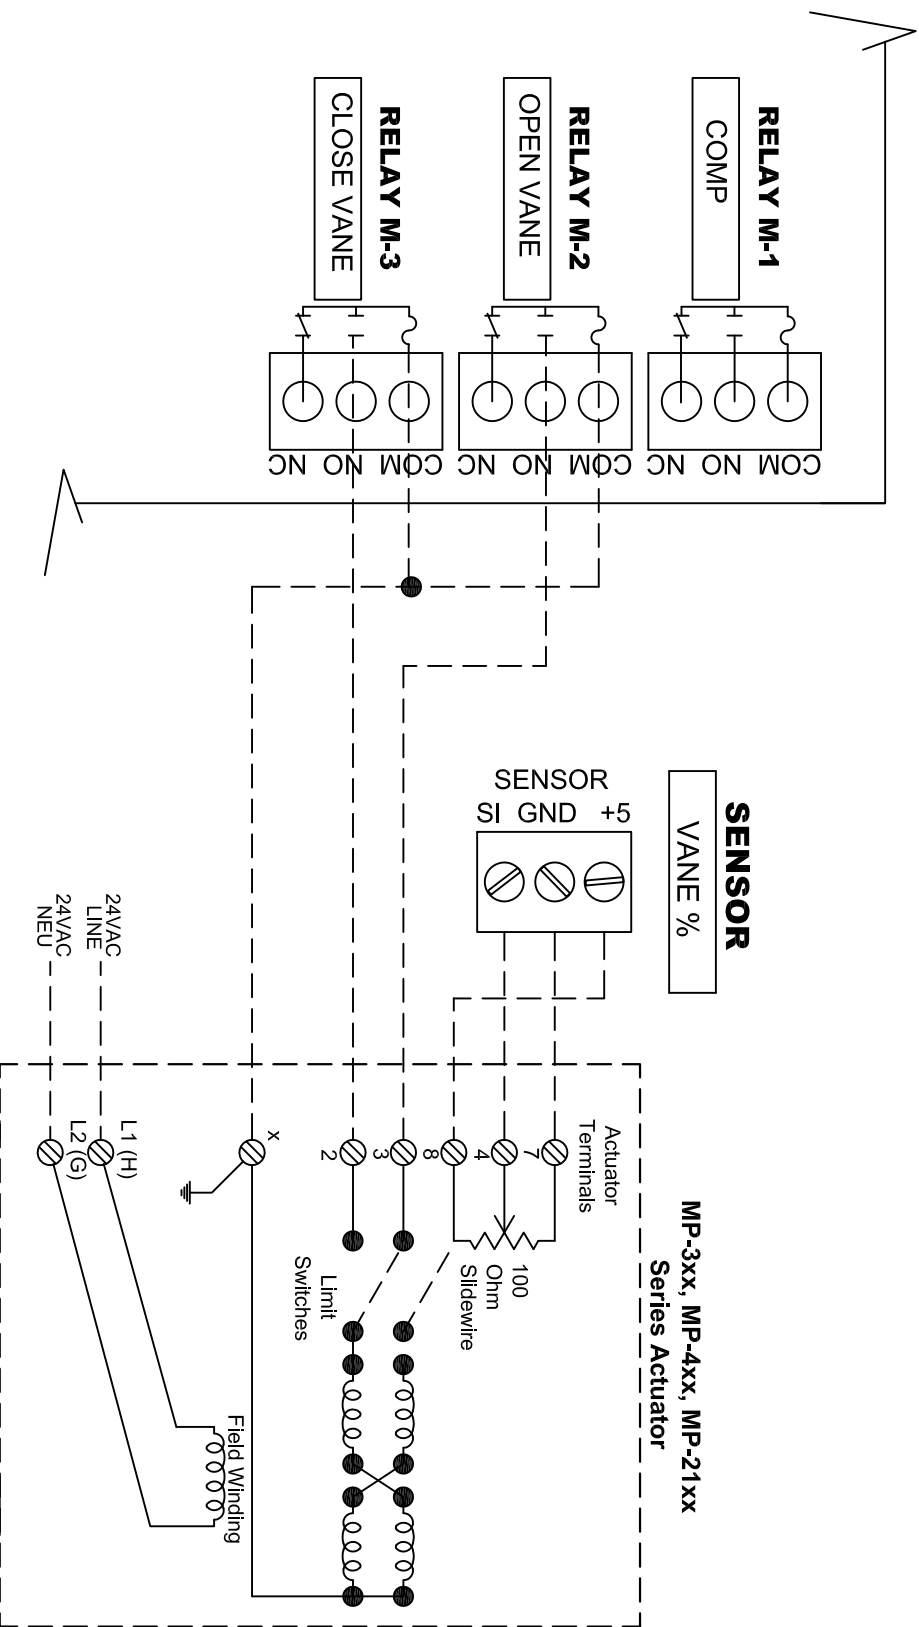 RELAY M-1
COMP
COM
NO
NC
RELAY M-2
OPEN VANE
COM
NO
NC
RELAY M-3
CLOSE VANE
COM
NO
NC
SENSOR
VANE %
SENSOR
SI GND +5
MP-3xx, MP-4xx, MP-21xx
Series Actuator
Actuator
Terminals
7
4
8
3
2
x
L1 (H)
L2 (G)
100
Ohm
Slidewire
Limit
Switches
Field Winding
24VAC
LINE
24VAC
NEU